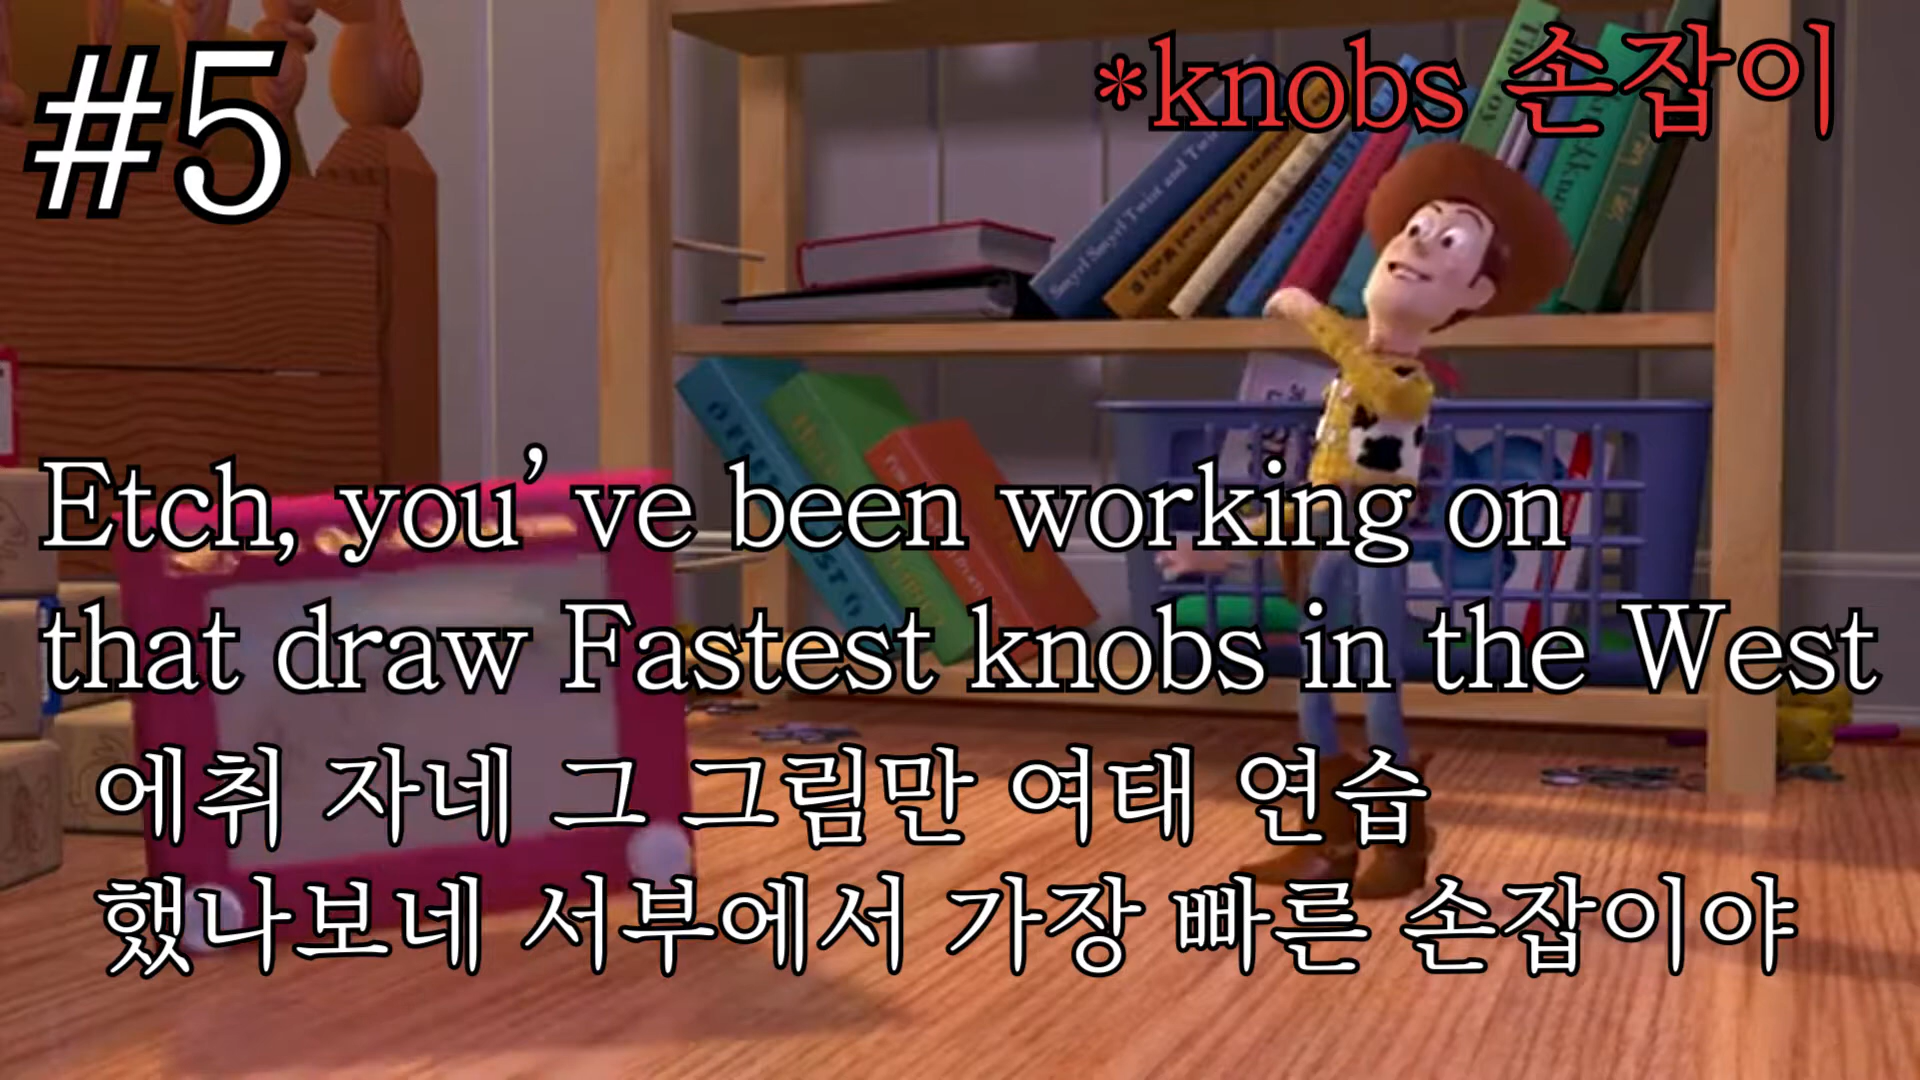 #5
*knobs 손잡이
Etch, you've been working on
that draw Fastest knobs in the West
에취 자네 그 그림만 여태 연습
했나보네 서부에서 가장 빠른 손잡이야